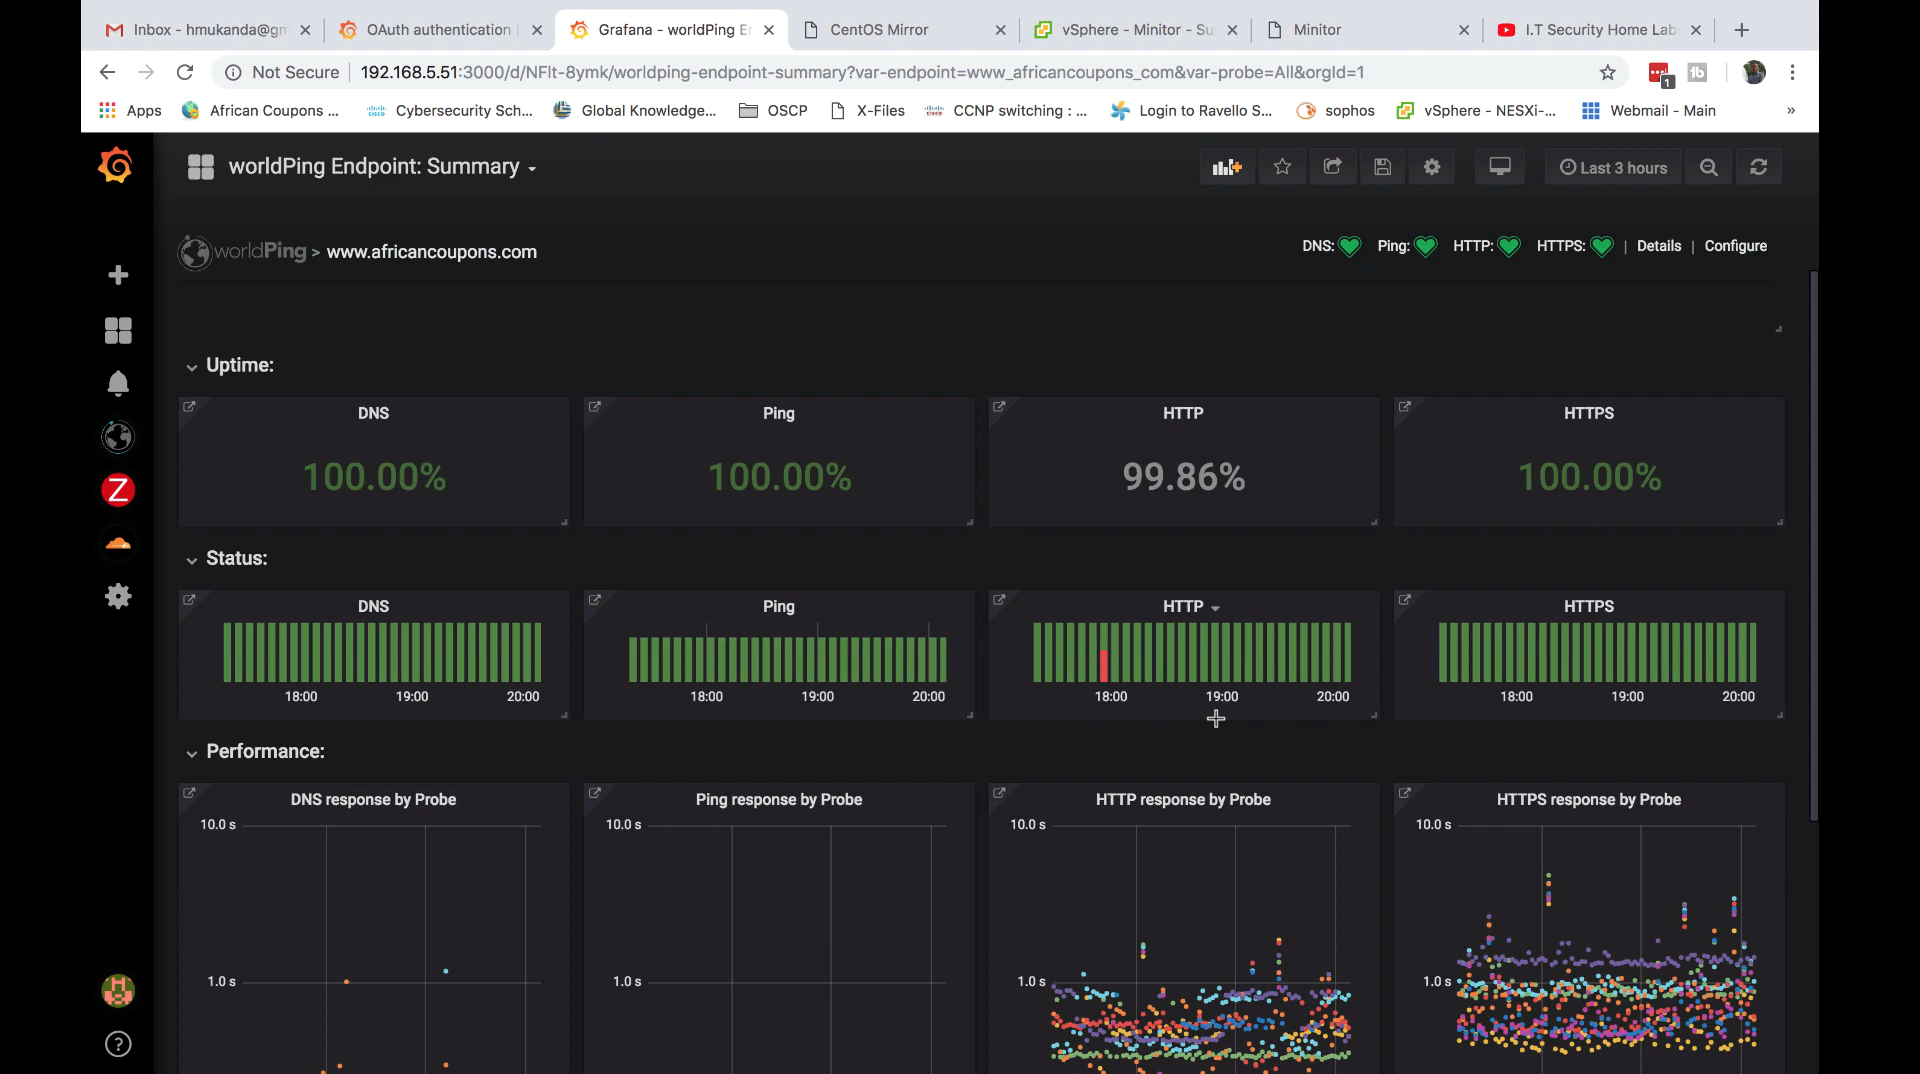 Inbox - hmukanda@gm
OAuth authentication
Grafana - worldPing E
CentOS Mirror
vSphere - Minitor - Su
Minitor
I.T Security Home Lab
Not Secure
192.168.5.51:3000/d/NFlt-8ymk/worldping-endpoint-summary?var-endpoint=www_africancoupons_com&var-probe=All&orgId=1
1
Apps
African Coupons ...
Cybersecurity Sch...
Global Knowledge...
OSCP
X-Files
CCNP switching : ...
Login to Ravello S...
sophos
vSphere - NESXi-...
Webmail - Main
»
worldPing Endpoint: Summary
Last 3 hours
worldPing > www.africancoupons.com
DNS: Ping: HTTP: HTTPS: | Details | Configure
Uptime:
DNS
Ping
HTTP
HTTPS
100.00%
100.00%
99.86%
100.00%
Z
Status:
DNS
Ping
HTTP
HTTPS
18:00 19:00 20:00
18:00 19:00 20:00
18:00 19:00 20:00
18:00 19:00 20:00
Performance:
DNS response by Probe
Ping response by Probe
HTTP response by Probe
HTTPS response by Probe
10.0 s
10.0 s
10.0 s
10.0 s
1.0 s
1.0 s
1.0 s
1.0 s
?